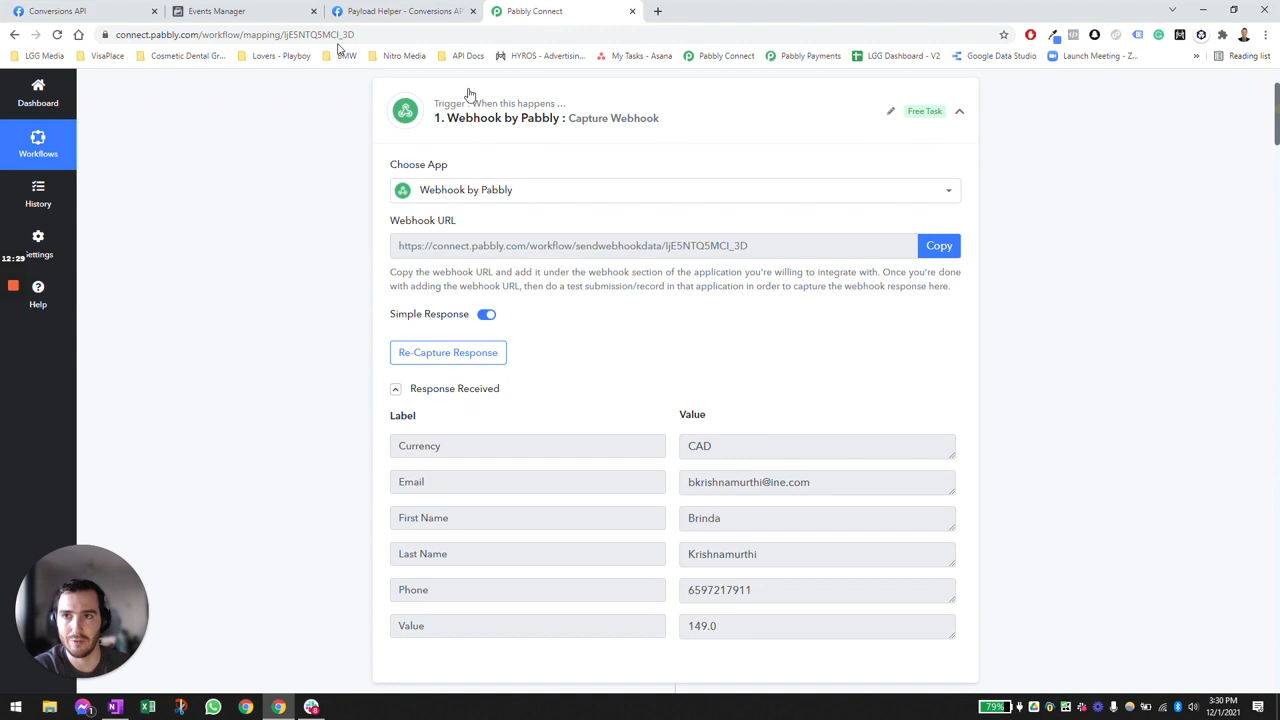 Conversions API
Events Manager
Payload Helper - Conversions AP
Pabbly Connect
connect.pabbly.com/workflow/mapping/IjE5NTQ5MCI_3D
LGG Media
VisaPlace
Cosmetic Dental Gr...
Lovers - Playboy
BMW
Nitro Media
API Docs
HYROS - Advertisin...
My Tasks - Asana
Pabbly Connect
Pabbly Payments
LGG Dashboard - V2
Google Data Studio
Launch Meeting - Z...
»
Reading list
Dashboard
Workflows
History
Settings
Help
12:29
Trigger : When this happens ...
1. Webhook by Pabbly : Capture Webhook
Free Task
Choose App
Webhook by Pabbly
Webhook URL
https://connect.pabbly.com/workflow/sendwebhookdata/IjE5NTQ5MCI_3D
Copy
Copy the webhook URL and add it under the webhook section of the application you're willing to integrate with. Once you're done
with adding the webhook URL, then do a test submission/record in that application in order to capture the webhook response here.
Simple Response
Re-Capture Response
Response Received
Label
Value
Currency
CAD
Email
bkrishnamurthi@ine.com
First Name
Brinda
Last Name
Krishnamurthi
Phone
6597217911
Value
149.0
79%
3:30 PM
12/1/2021